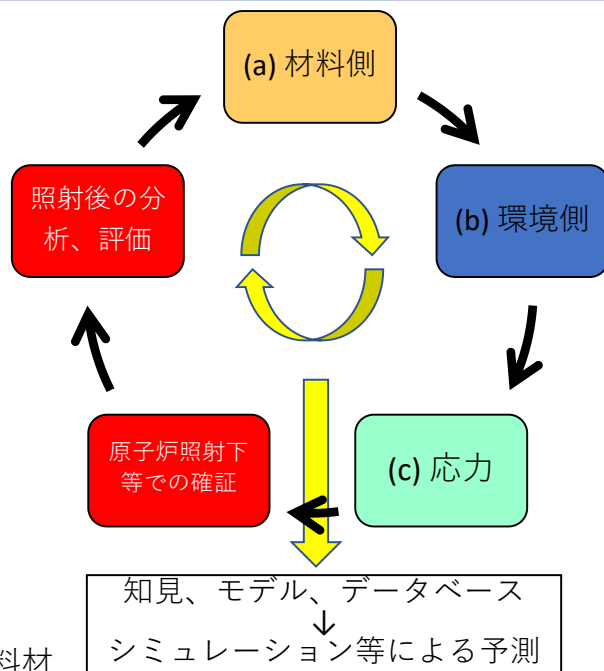 (a) 材料側
(b) 環境側
(c) 応力
原子炉照射下
等での確証
照射後の分
析、評価
知見、モデル、データベース
↓
シミュレーション等による予測
料材